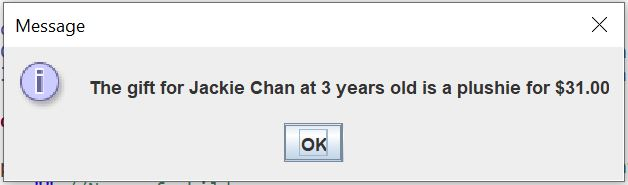 Message
The gift for Jackie Chan at 3 years old is a plushie for $31.00
OK